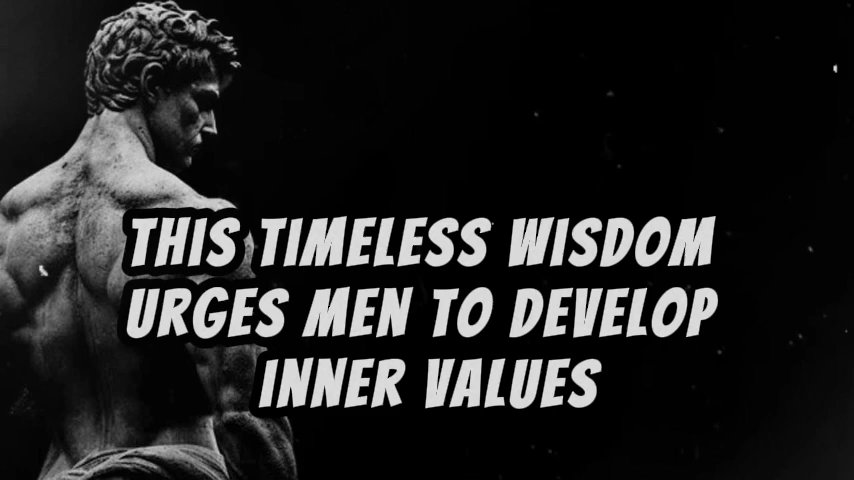 THIS TIMELESS WISDOM
URGES MEN TO DEVELOP
INNER VALUES